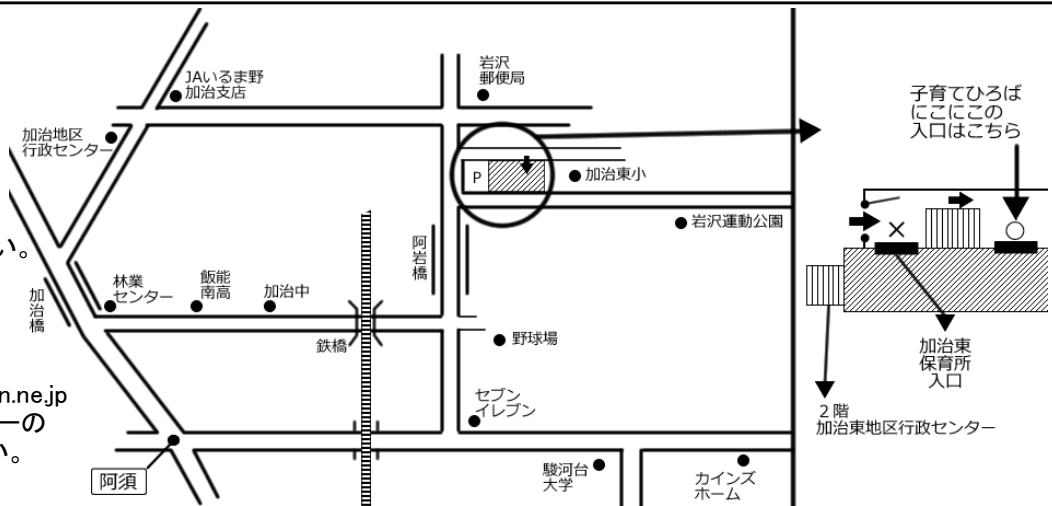 JAいるま野
加治支店
岩沢
郵便局
加治地区
行政センター
P
加治東小
岩沢運動公園
い。
阿岩橋
林業
センター
飯能
南高
加治中
加治橋
鉄橋
野球場
n.ne.jp
ーの
い。
セブン
イレブン
阿須
駿河台
大学
カインズ
ホーム
子育てひろば
にこにこの
入口はこちら
加治東
保育所
入口
２階
加治東地区行政センター